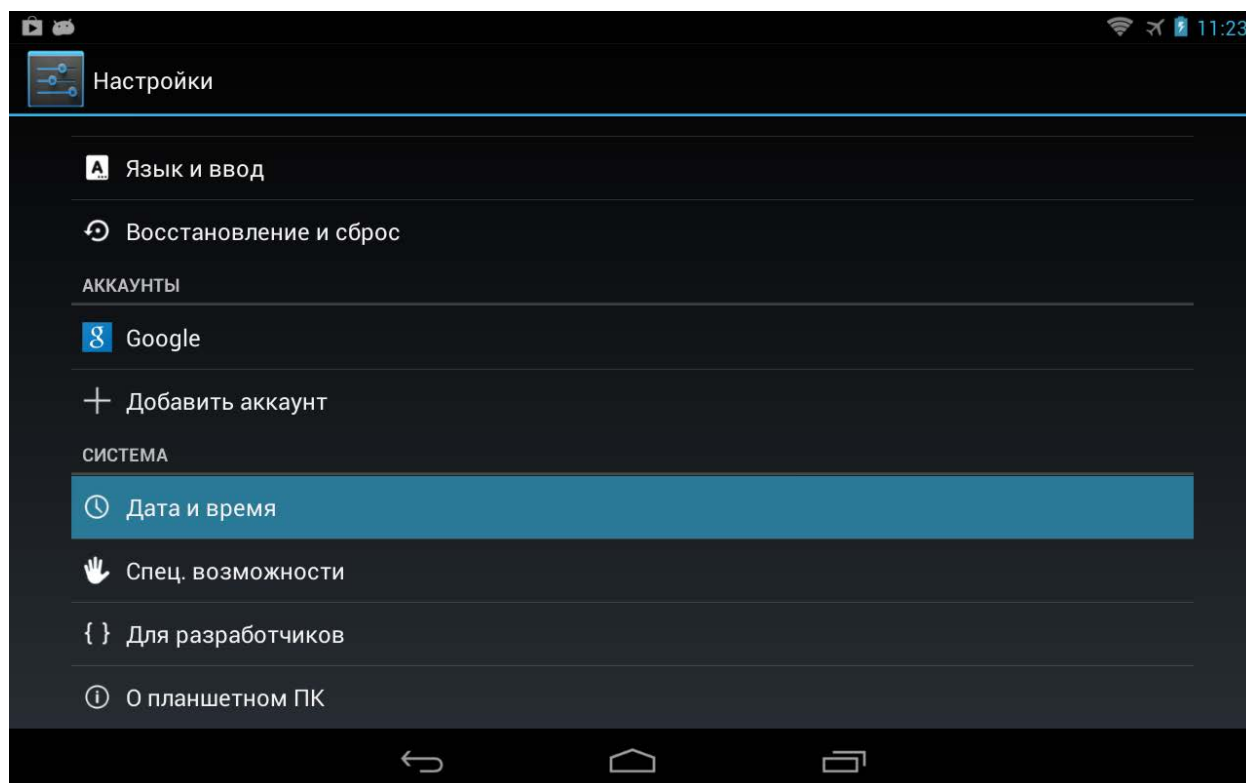 11:23
Настройки
Язык и ввод
Восстановление и сброс
АККАУНТЫ
Google
Добавить аккаунт
СИСТЕМА
Дата и время
Спец. возможности
{ } Для разработчиков
О планшетном ПК